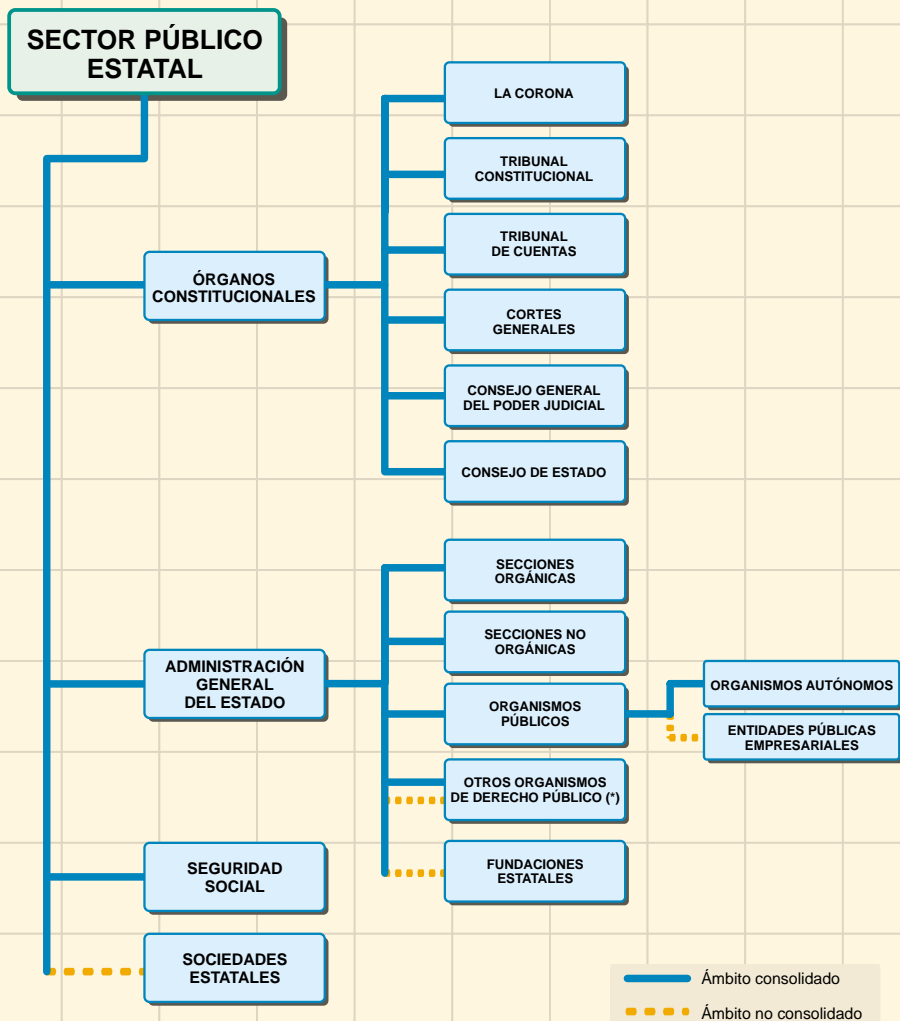 SECTOR PÚBLICO
ESTATAL
ÓRGANOS
CONSTITUCIONALES
LA CORONA
TRIBUNAL
CONSTITUCIONAL
TRIBUNAL
DE CUENTAS
CORTES
GENERALES
CONSEJO GENERAL
DEL PODER JUDICIAL
CONSEJO DE ESTADO
ADMINISTRACIÓN
GENERAL
DEL ESTADO
SECCIONES
ORGÁNICAS
SECCIONES NO
ORGÁNICAS
ORGANISMOS
PÚBLICOS
ORGANISMOS AUTÓNOMOS
ENTIDADES PÚBLICAS
EMPRESARIALES
OTROS ORGANISMOS
DE DERECHO PÚBLICO (*)
FUNDACIONES
ESTATALES
SEGURIDAD
SOCIAL
SOCIEDADES
ESTATALES
Ámbito consolidado
Ámbito no consolidado